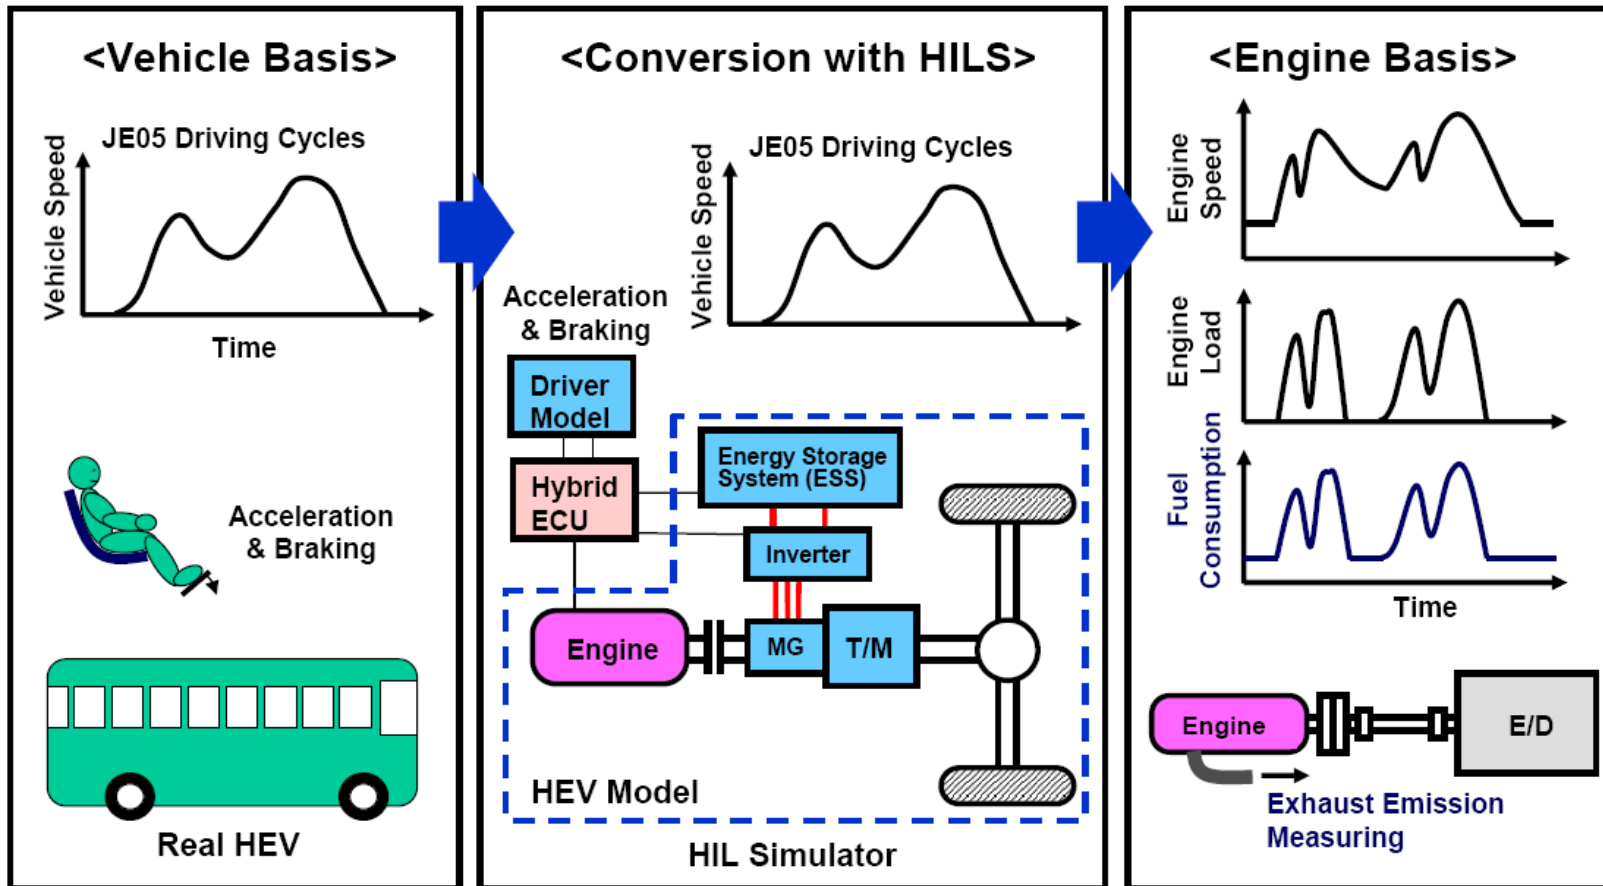 <Vehicle Basis>
JE05 Driving Cycles
Vehicle Speed
Time
Acceleration
& Braking
Real HEV
<Conversion with HILS>
JE05 Driving Cycles
Vehicle Speed
Acceleration
& Braking
Driver
Model
Hybrid
ECU
Energy Storage
System (ESS)
Inverter
Engine
MG
T/M
HEV Model
HIL Simulator
<Engine Basis>
Engine
Speed
Engine
Load
Fuel
Consumption
Time
Engine
E/D
Exhaust Emission
Measuring